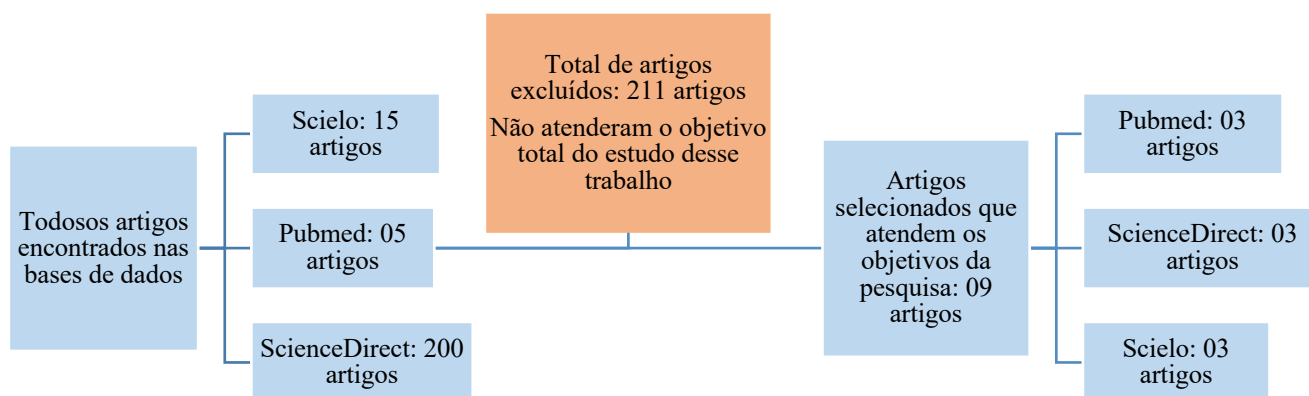 Todosos artigos
encontrados nas
bases de dados
Scielo: 15
artigos
Pubmed: 05
artigos
ScienceDirect: 200
artigos
Total de artigos
excluídos: 211 artigos
Não atenderam o objetivo
total do estudo desse
trabalho
Artigos
selecionados que
atendem os
objetivos da
pesquisa: 09
artigos
Pubmed: 03
artigos
ScienceDirect: 03
artigos
Scielo: 03
artigos